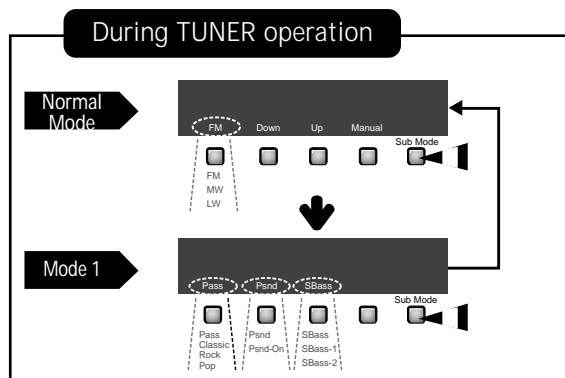 During TUNER operation
Normal
Mode
FM Down Up Manual
Sub Mode
FM
MW
LW
Mode 1
Pass Psnd SBass
Sub Mode
Pass Psnd SBass
Classic Psnd-On SBass-1
Rock
Pop SBass-2